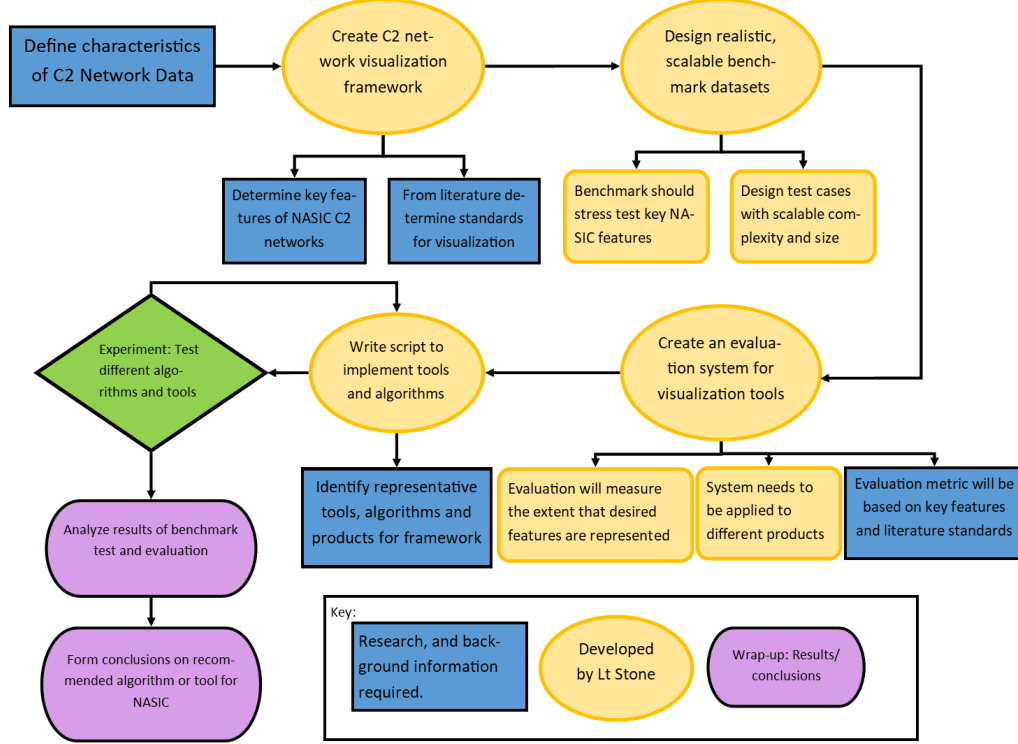 Define characteristics
of C2 Network Data
Create C2 net-
work visualization
framework
Design realistic,
scalable bench-
mark datasets
Determine key fea-
tures of NASIC C2
networks
From literature de-
termine standards
for visualization
Benchmark should
stress test key NA-
SIC features
Design test cases
with scalable com-
plexity and size
Experiment: Test
different algo-
rithms and tools
Write script to
implement tools
and algorithms
Create an evalua-
tion system for
visualization tools
Identify representative
tools, algorithms and
products for framework
Evaluation will measure
the extent that desired
features are represented
System needs to
be applied to
different products
Evaluation metric will be
based on key features
and literature standards
Analyze results of benchmark
test and evaluation
Form conclusions on recom-
mended algorithm or tool for
NASIC
Key:
Research, and back-
ground information
required.
Developed
by Lt Stone
Wrap-up: Results/
conclusions